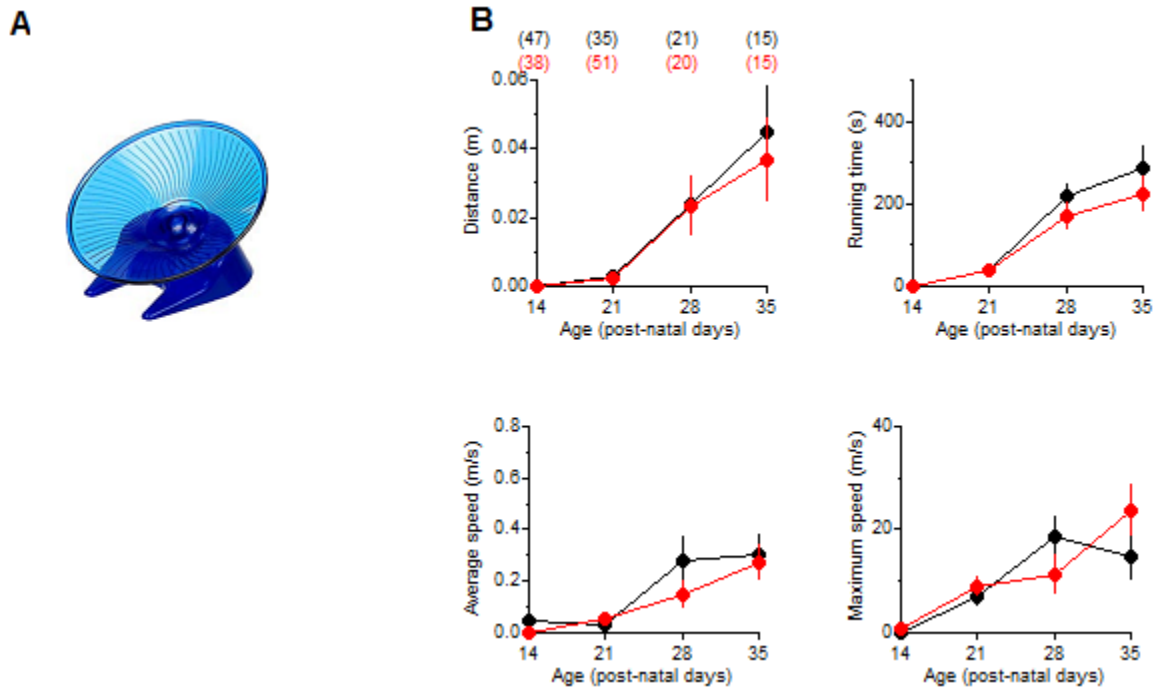 A
B
(47) (35) (21) (15)
(38) (51) (20) (15)
Distance (m)
0.06
0.04
0.02
0.00
14 21 28 35
Age (post-natal days)
Running time (s)
400
200
0
14 21 28 35
Age (post-natal days)
Average speed (m/s)
0.8
0.6
0.4
0.2
0.0
14 21 28 35
Age (post-natal days)
Maximum speed (m/s)
40
20
0
14 21 28 35
Age (post-natal days)